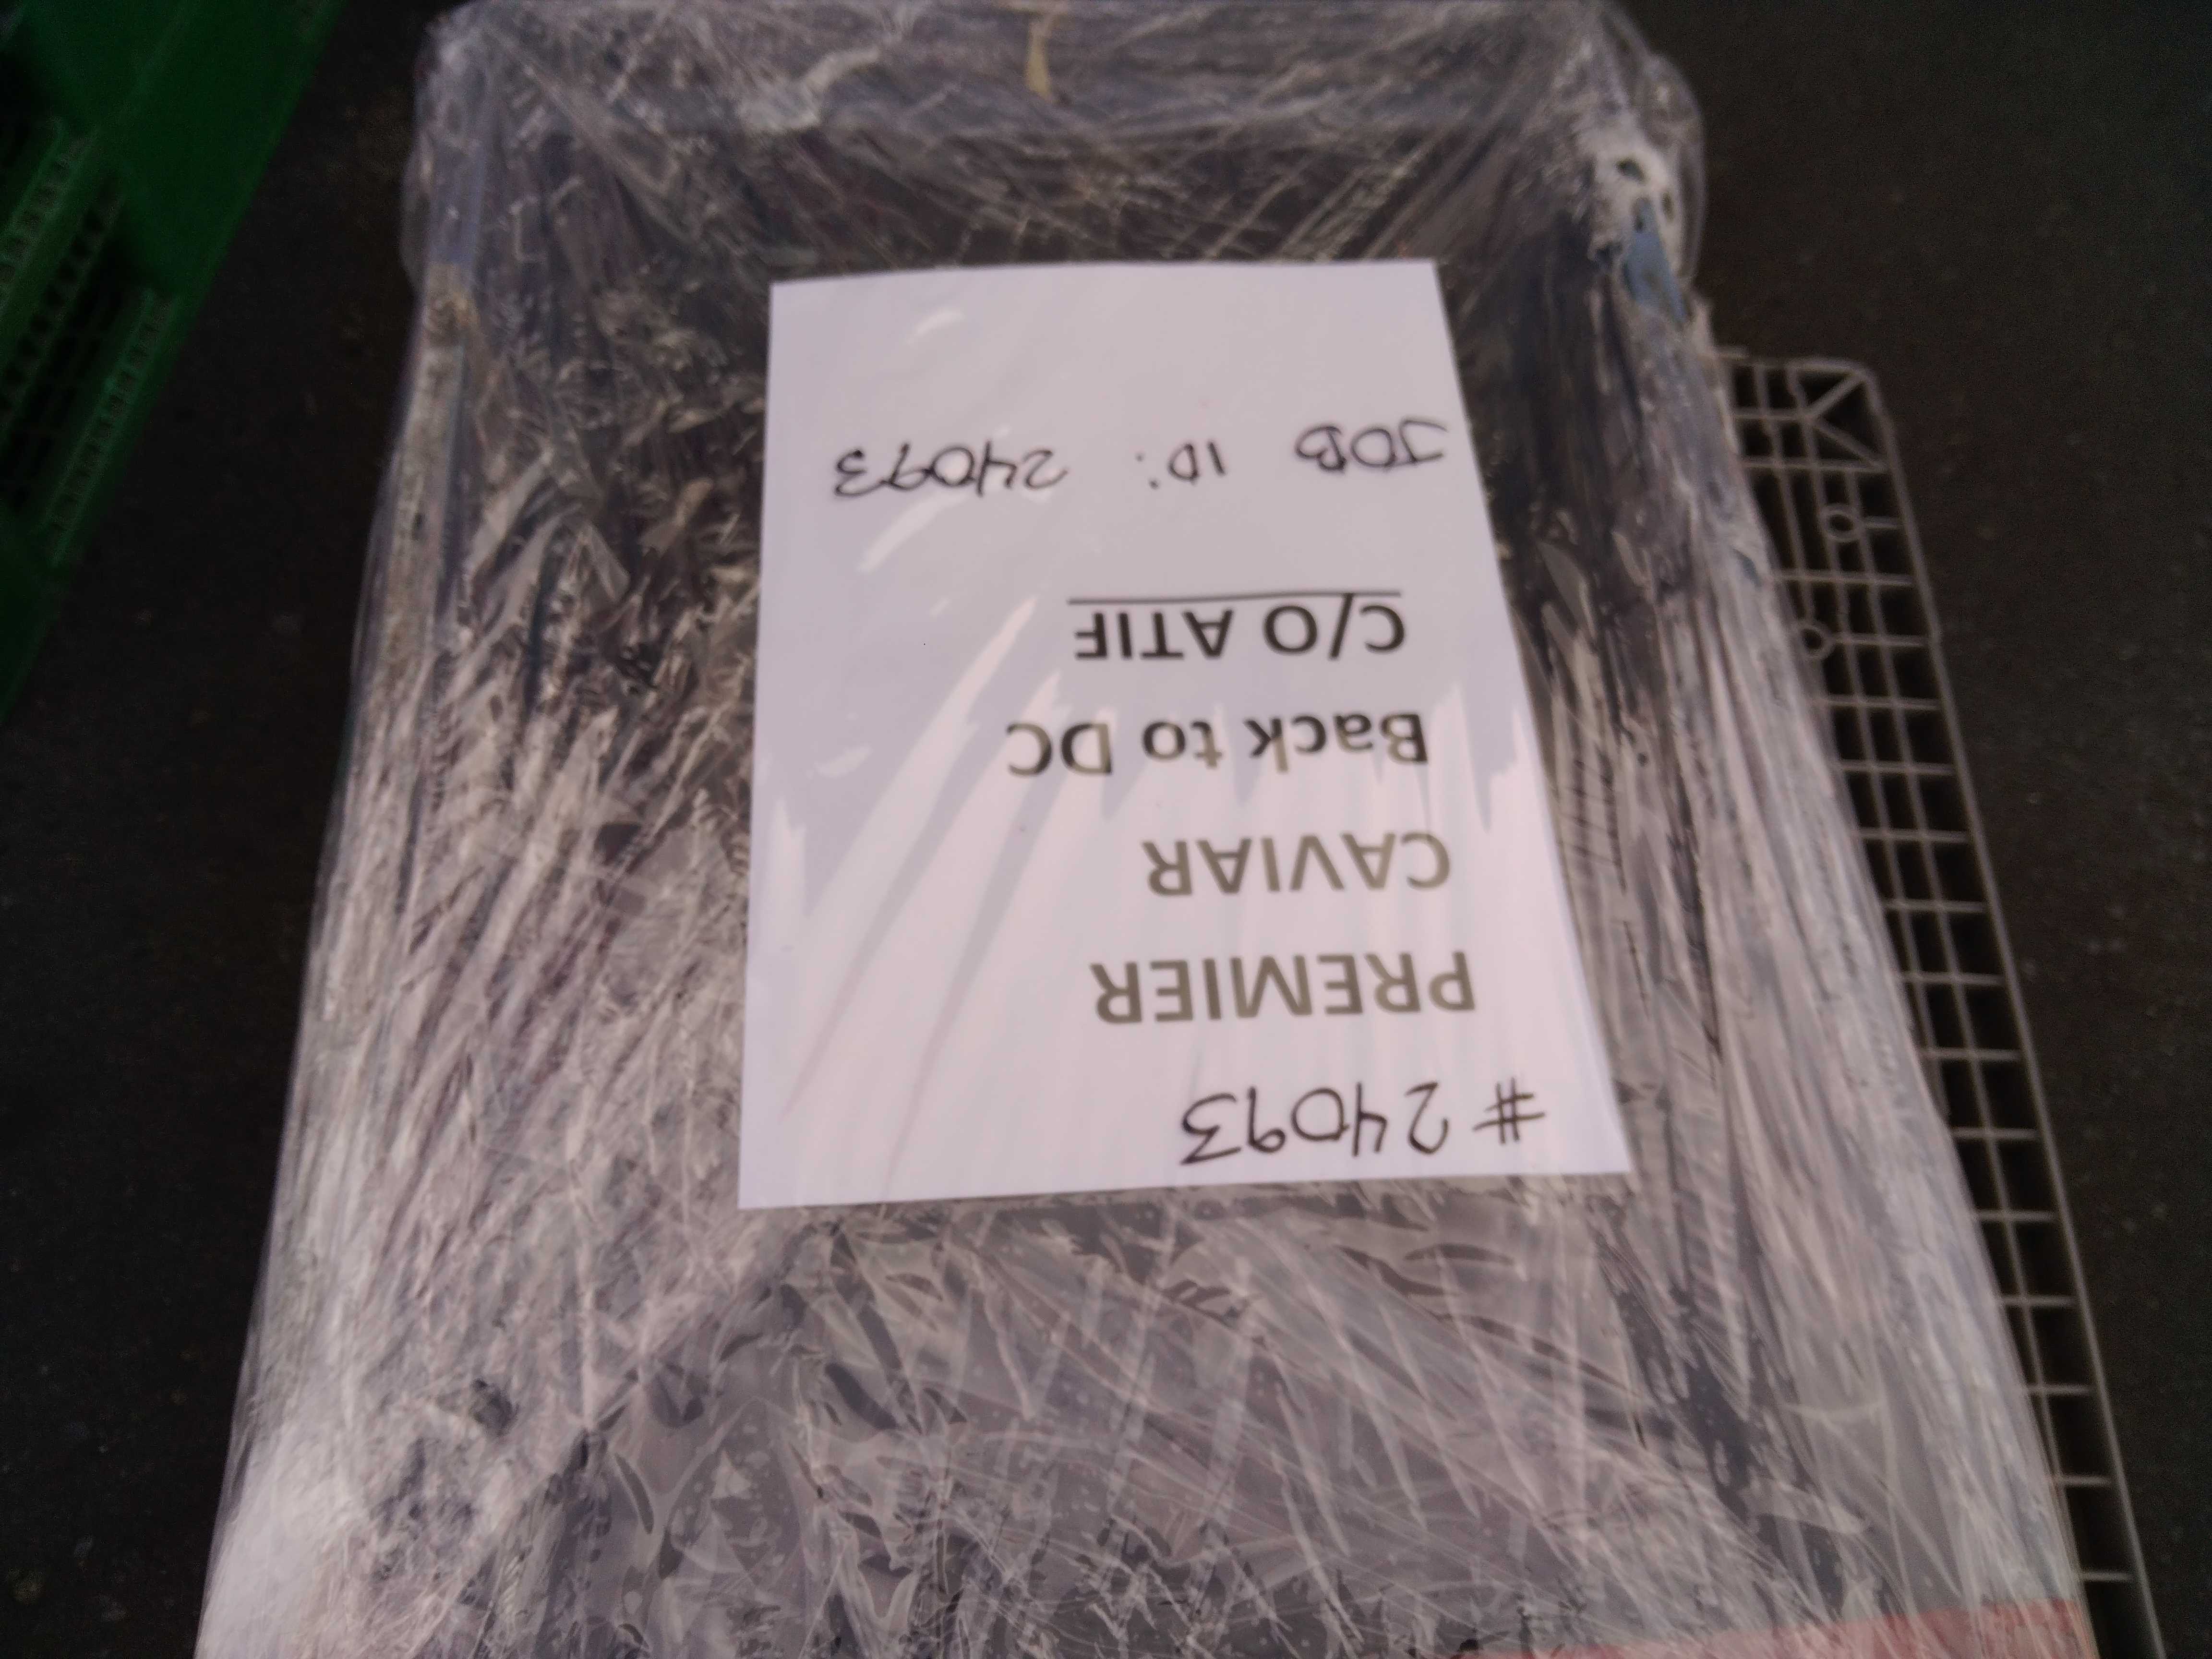 #24093
PREMIER
CAVIAR
Back to DC
C/O ATIF
JOB ID: 24093